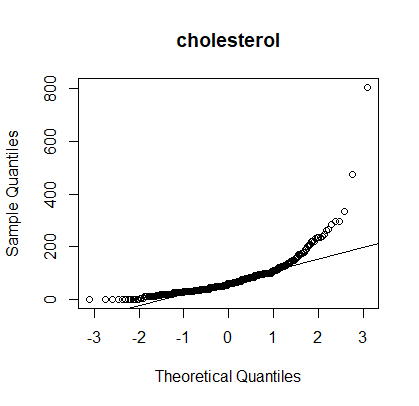 cholesterol
Sample Quantiles
800
600
400
200
0
-3 -2 -1 0 1 2 3
Theoretical Quantiles